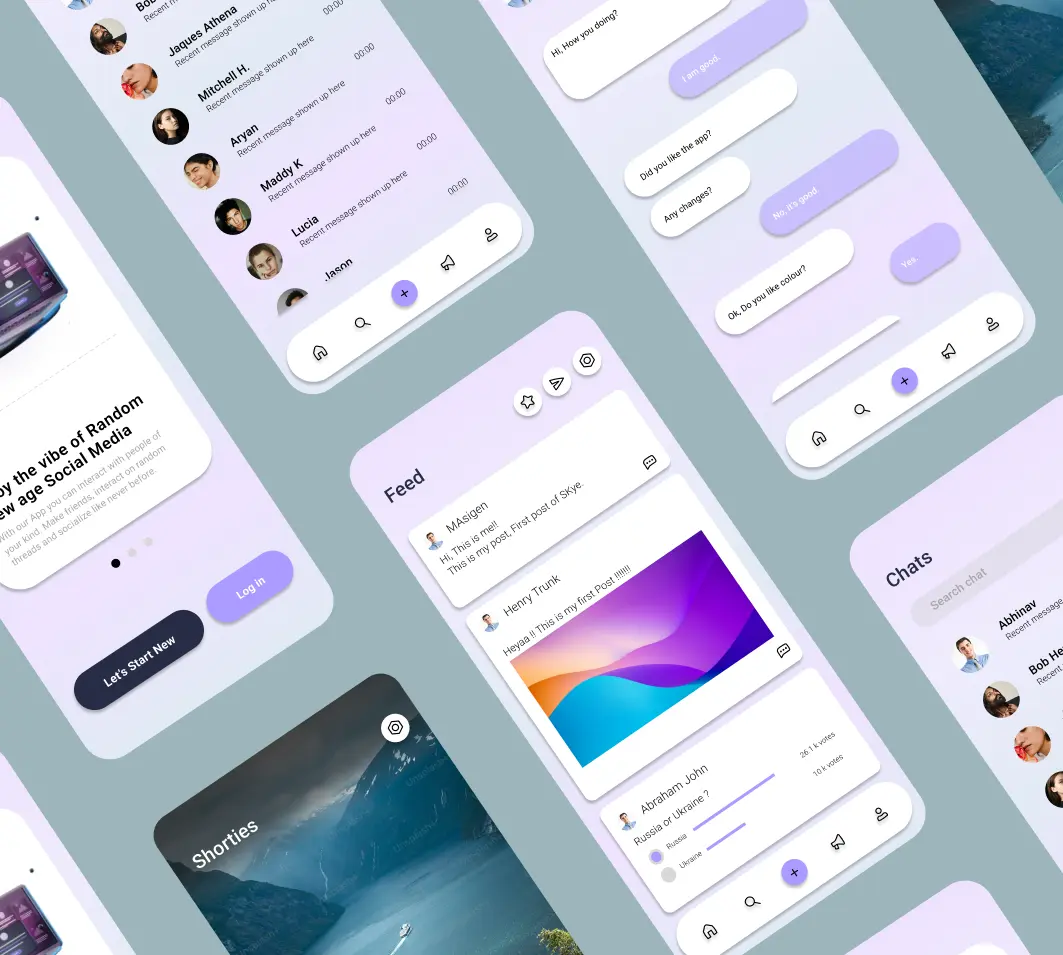 Jaques Athena
Recent message shown up here
00:00
Mitchell H.
Recent message shown up here
00:00
Aryan
Recent message shown up here
00:00
Maddy K
Recent message shown up here
00:00
Lucia
Recent message shown up here
00:00
Jason
Hi, How you doing?
I am good.
Did you like the app?
Any changes?
No, it's good.
Ok, Do you like colour?
Yes.
the vibe of Random
new age Social Media
With our App you can interact with people of
your kind. Make friends, interact on random
threads and socialize like never before.
Log in
Let's Start New
Feed
MAsigen
Hi, This is me!!
This is my post, First post of SKye.
Henry Trunk
Heyaa !! This is my first Post !!!!!!!
Abraham John
Russia or Ukraine ?
Russia
26.1 k votes
Ukraine
10 k votes
Shorties
Chats
Search chat
Abhinav
Recent message
Bob He
Recent